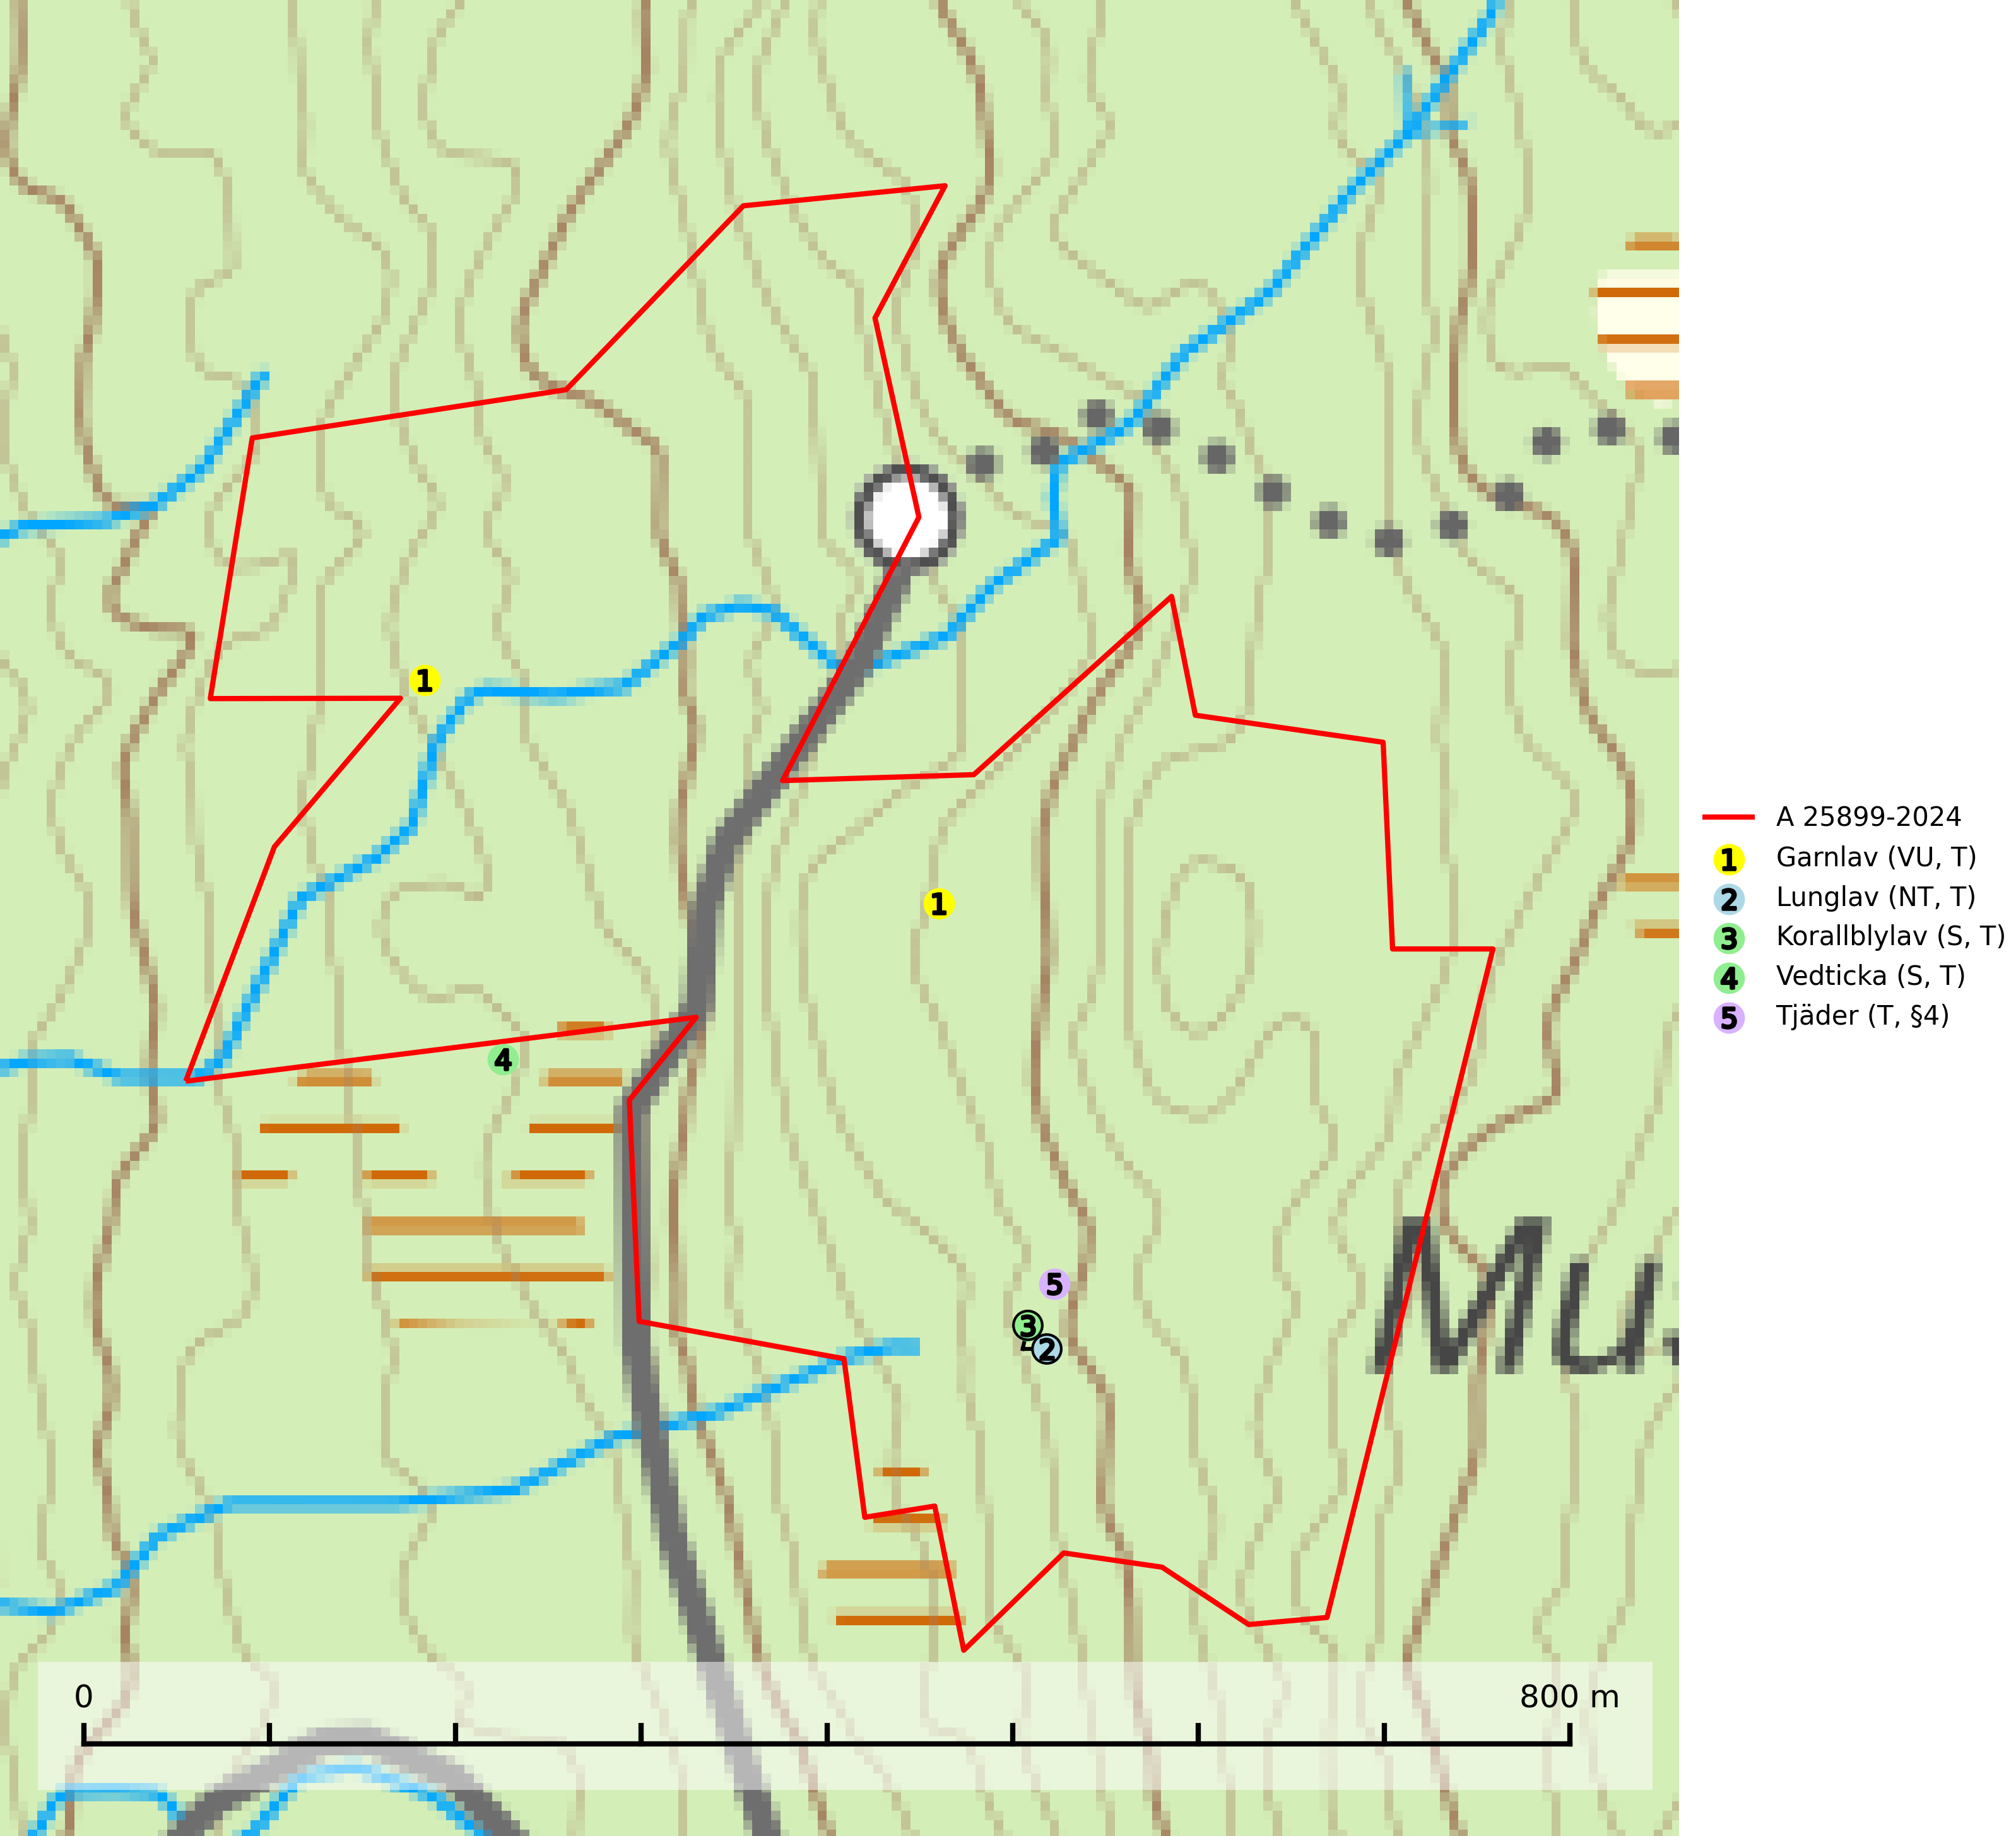 1
1
4
5
3
2
Mu
0
800 m
A 25899-2024
1 Garnlav (VU, T)
2 Lunglav (NT, T)
3 Korallblylav (S, T)
4 Vedticka (S, T)
5 Tjäder (T, §4)